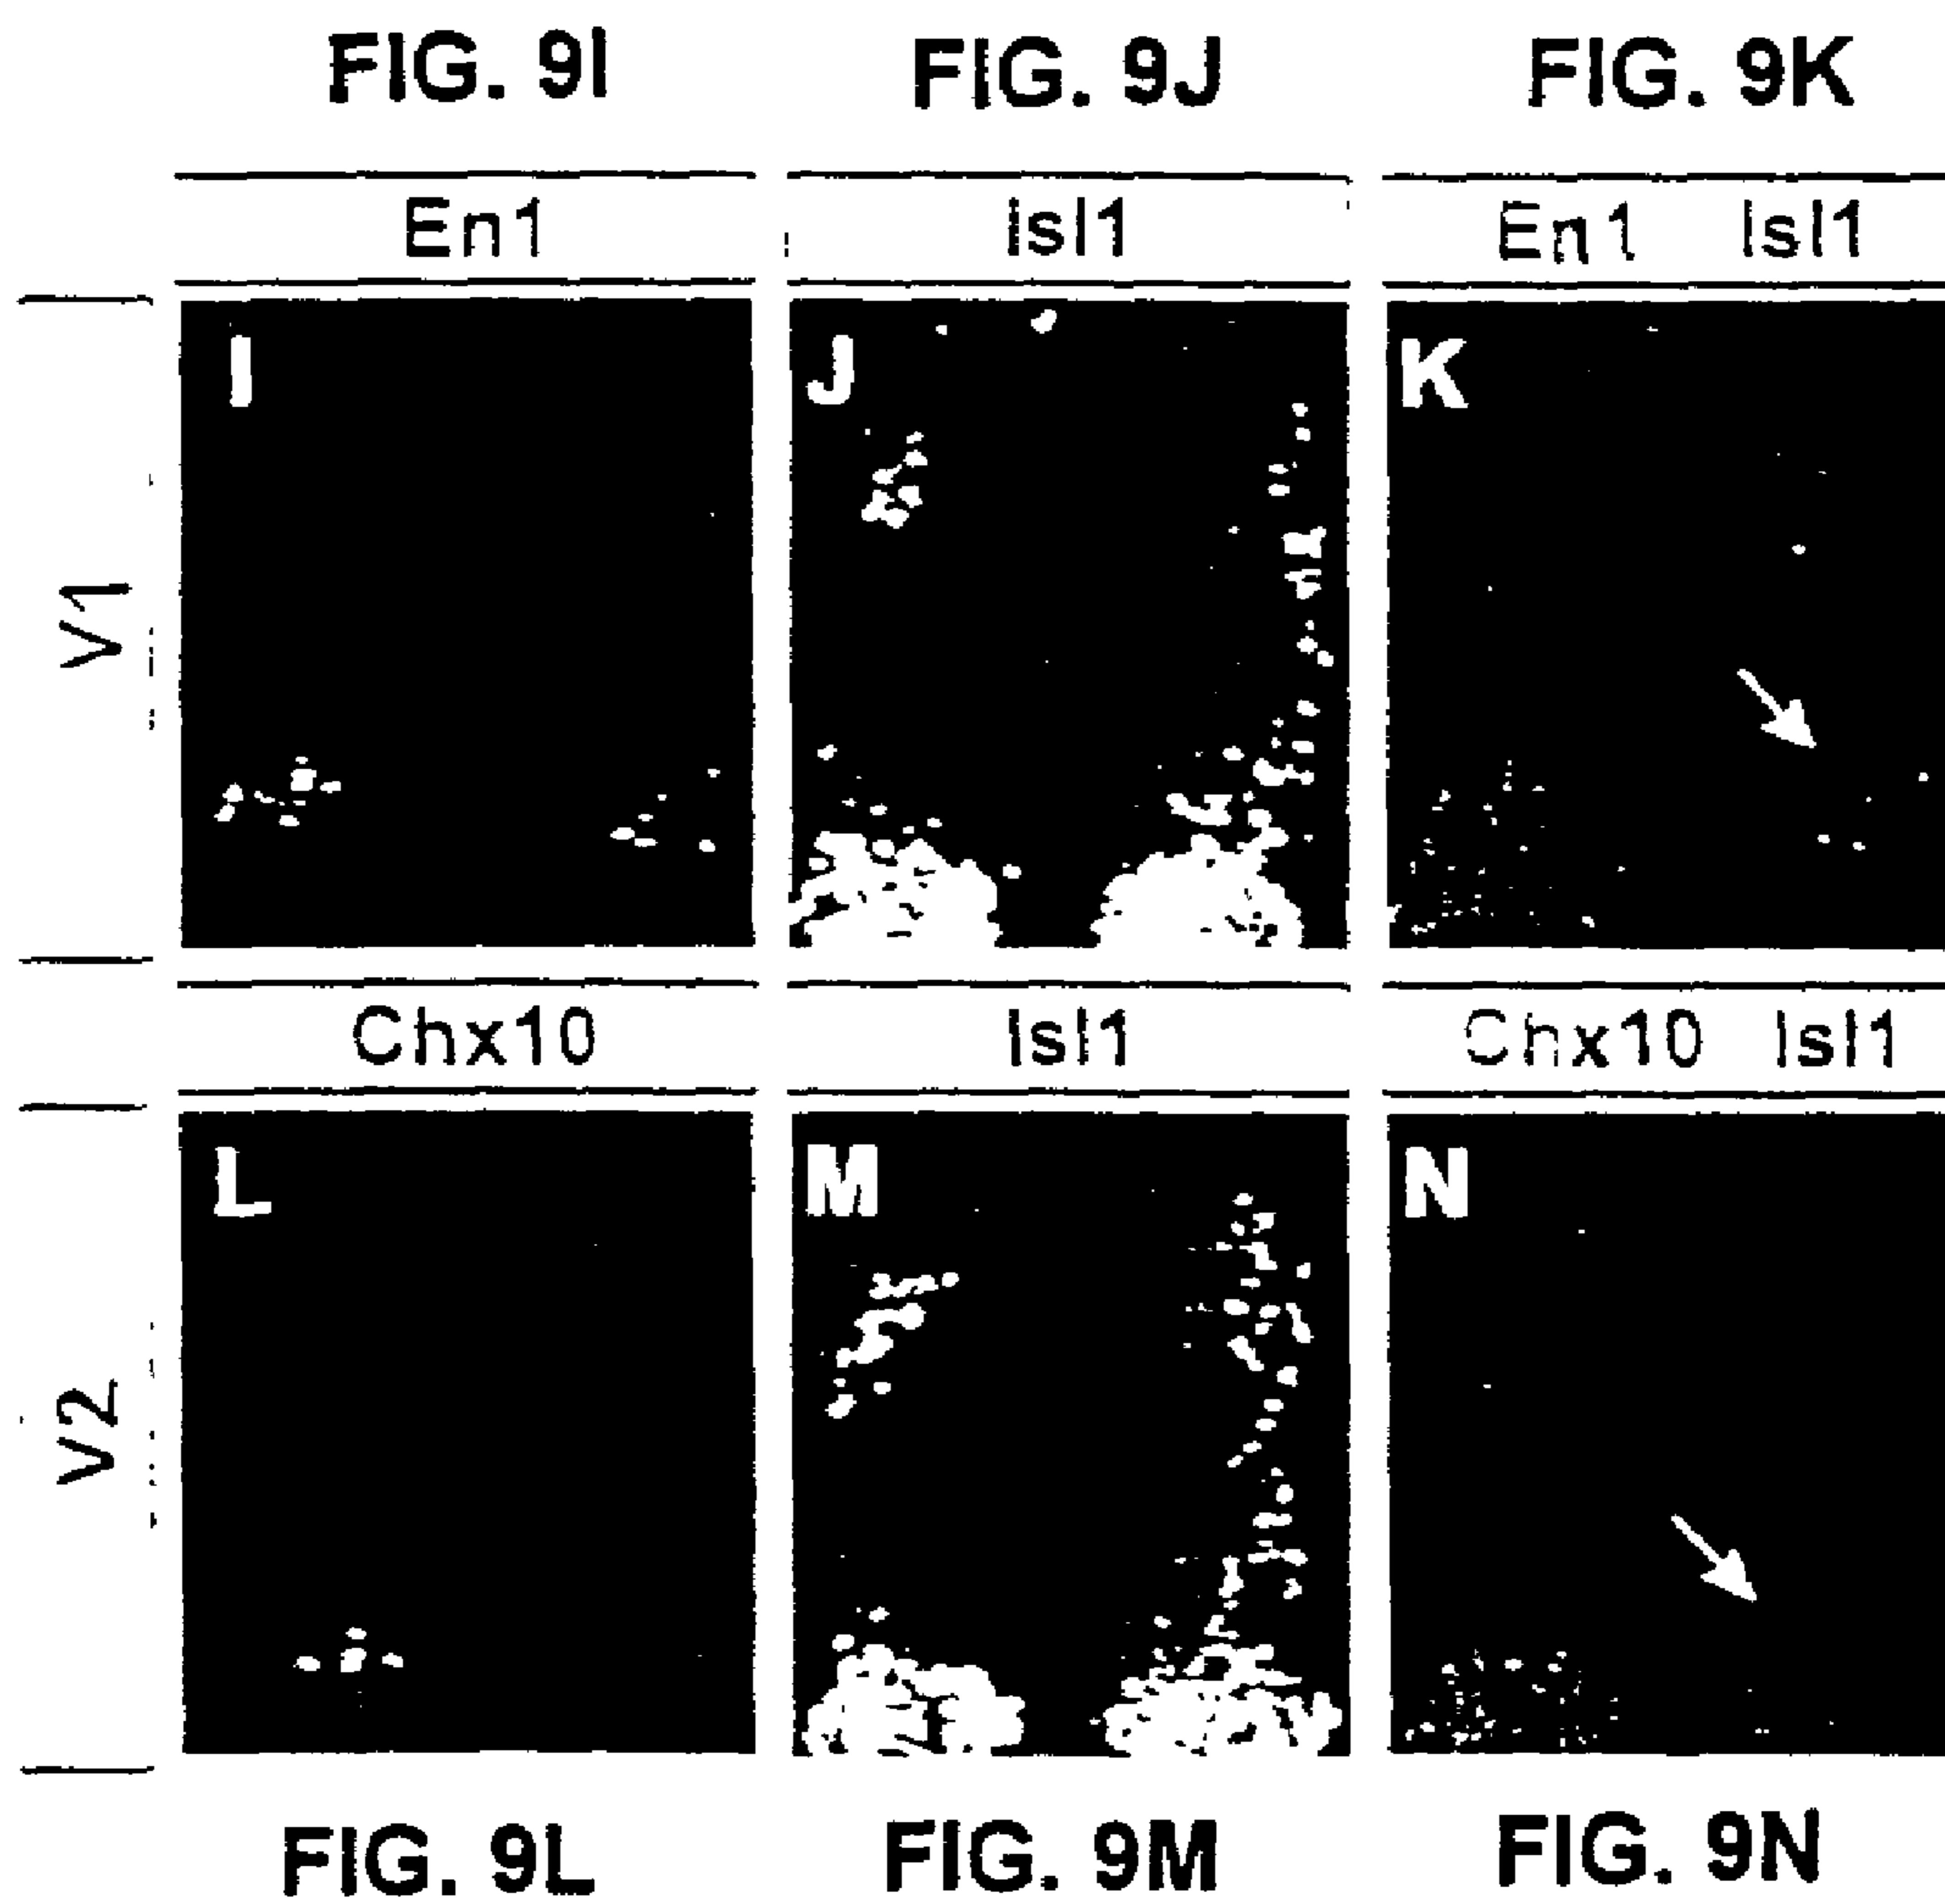 FIG. 9I FIG. 9J FIG. 9K
En1 Isl1 En1 Isl1
I J K
V1
Chx10 Isl1 Chx10 Isl1
L M N
V2
FIG. 9L FIG. 9M FIG. 9N